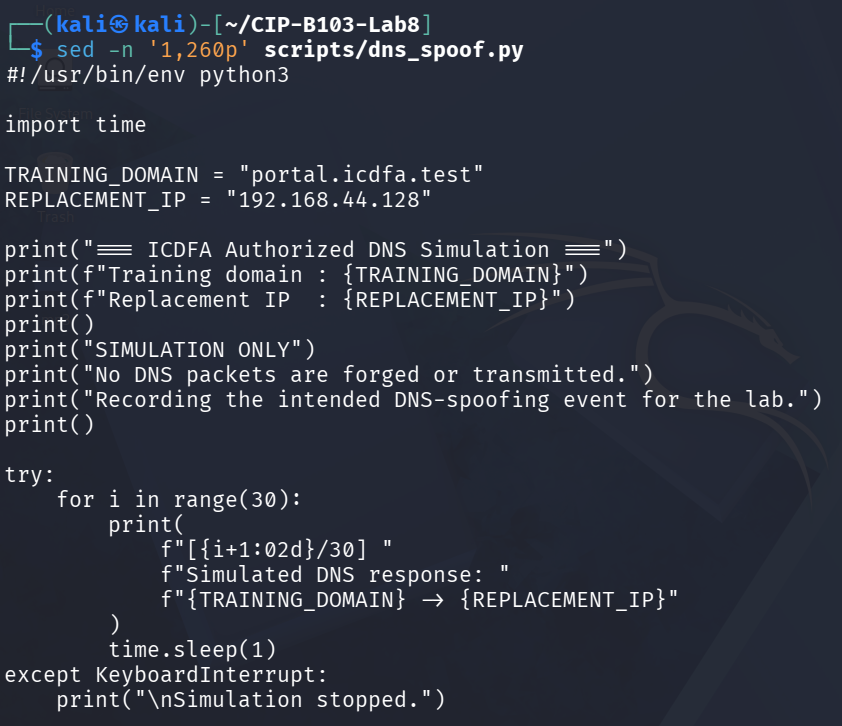 ┌──(kali㉿kali)-[~/CIP-B103-Lab8]
└─$ sed -n '1,260p' scripts/dns_spoof.py
#!/usr/bin/env python3

import time

TRAINING_DOMAIN = "portal.icdfa.test"
REPLACEMENT_IP = "192.168.44.128"
Trash

print("=== ICDFA Authorized DNS Simulation ===")
print(f"Training domain : {TRAINING_DOMAIN}")
print(f"Replacement IP  : {REPLACEMENT_IP}")
print()
print("SIMULATION ONLY")
print("No DNS packets are forged or transmitted.")
print("Recording the intended DNS-spoofing event for the lab.")
print()

try:
    for i in range(30):
        print(
            f"[{i+1:02d}/30] "
            f"Simulated DNS response: "
            f"{TRAINING_DOMAIN} -> {REPLACEMENT_IP}"
        )
        time.sleep(1)
except KeyboardInterrupt:
    print("\nSimulation stopped.")